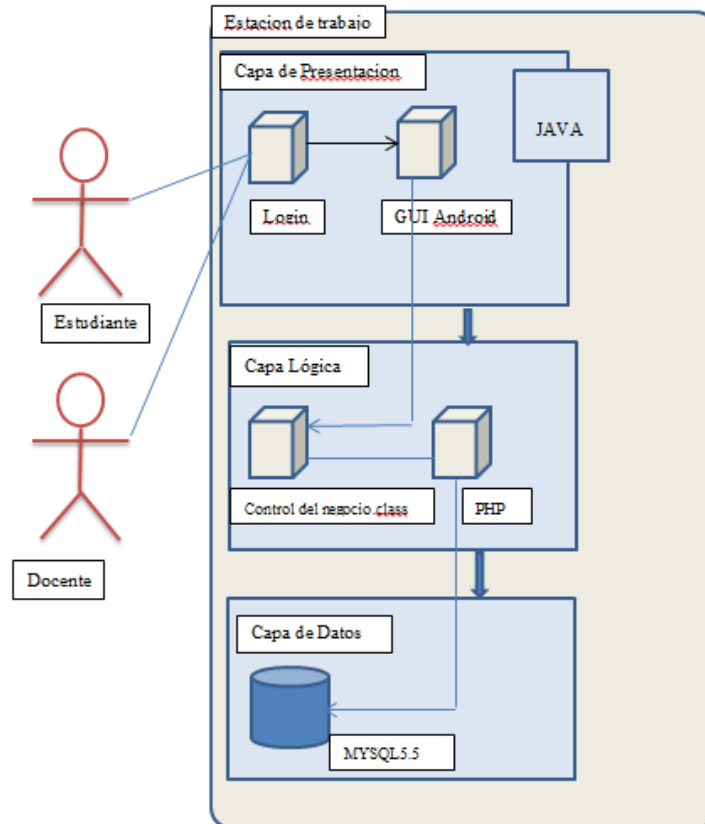 Estacion de trabajo
Capa de Presentacion
JAVA
Login
GUI Android
Estudiante
Capa Lógica
Control del negocio.class
PHP
Docente
Capa de Datos
MYSQL5.5